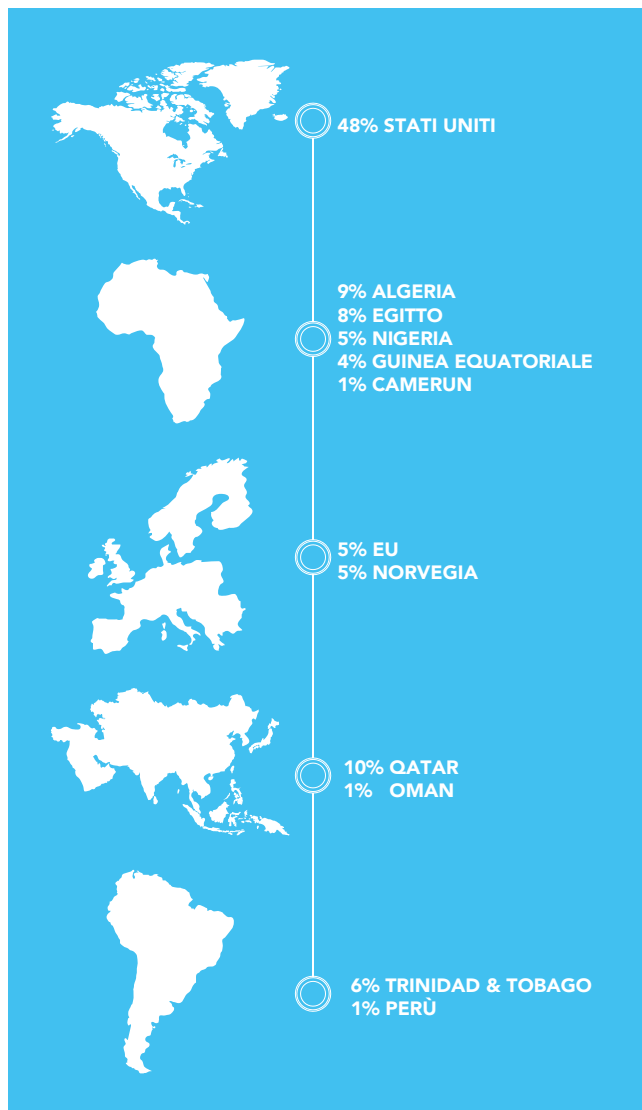 48% STATI UNITI
9% ALGERIA
8% EGITTO
5% NIGERIA
4% GUINEA EQUATORIALE
1% CAMERUN
5% EU
5% NORVEGIA
10% QATAR
1% OMAN
6% TRINIDAD & TOBAGO
1% PERÙ